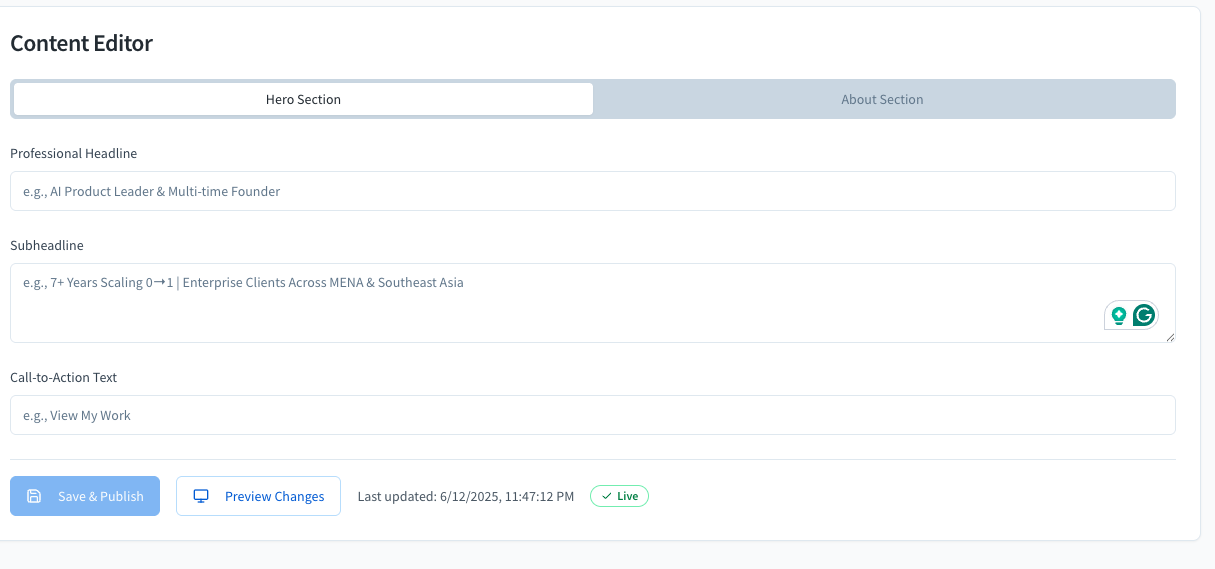 Content Editor
Hero Section
About Section
Professional Headline
e.g., AI Product Leader & Multi-time Founder
Subheadline
e.g., 7+ Years Scaling 0→1 | Enterprise Clients Across MENA & Southeast Asia
Call-to-Action Text
e.g., View My Work
Save & Publish
Preview Changes
Last updated: 6/12/2025, 11:47:12 PM
Live